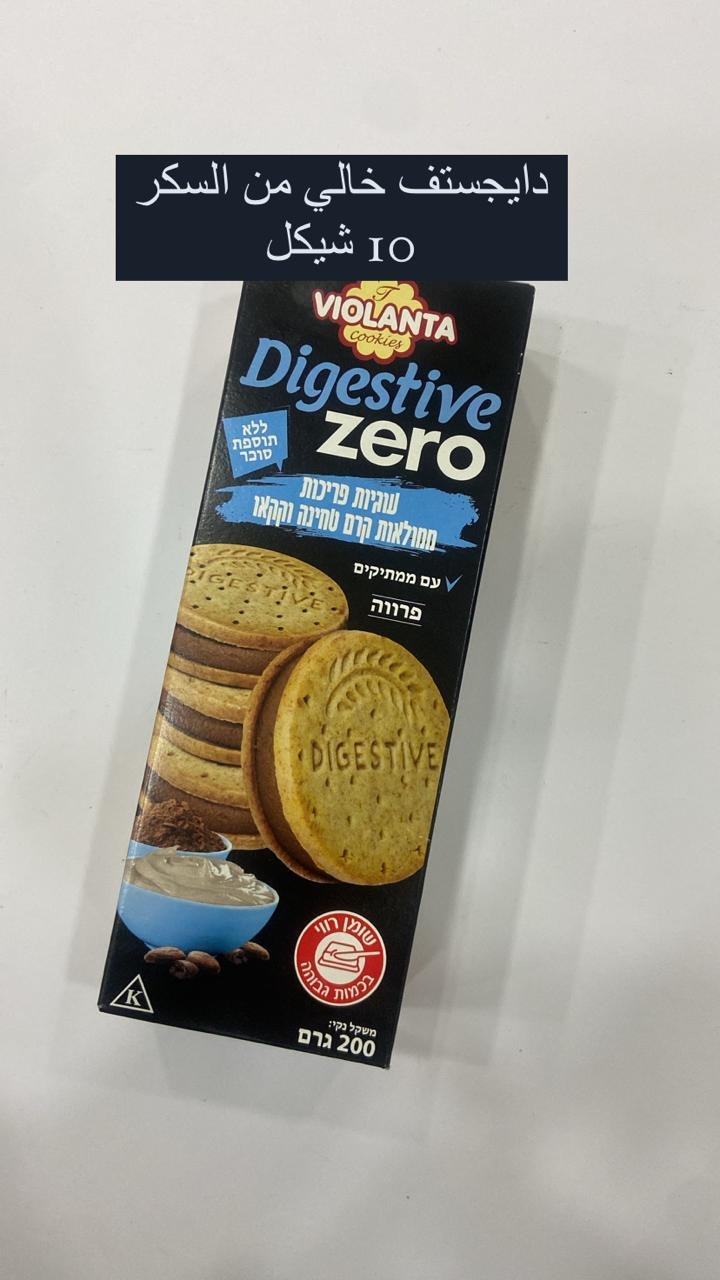 دايجستف خالي من السكر
10 شيكل
T
VIOLANTA
Cookies
Digestive
zero
ללא
תוספת
סוכר
עוגיות פריכות
ממולאות קרם טחינה וקקאו
עם ממתיקים
פרווה
DIGESTIVE
DIGESTIVE
שומן רווי
בכמות גבוהה
K
משקל נקי:
200 גרם